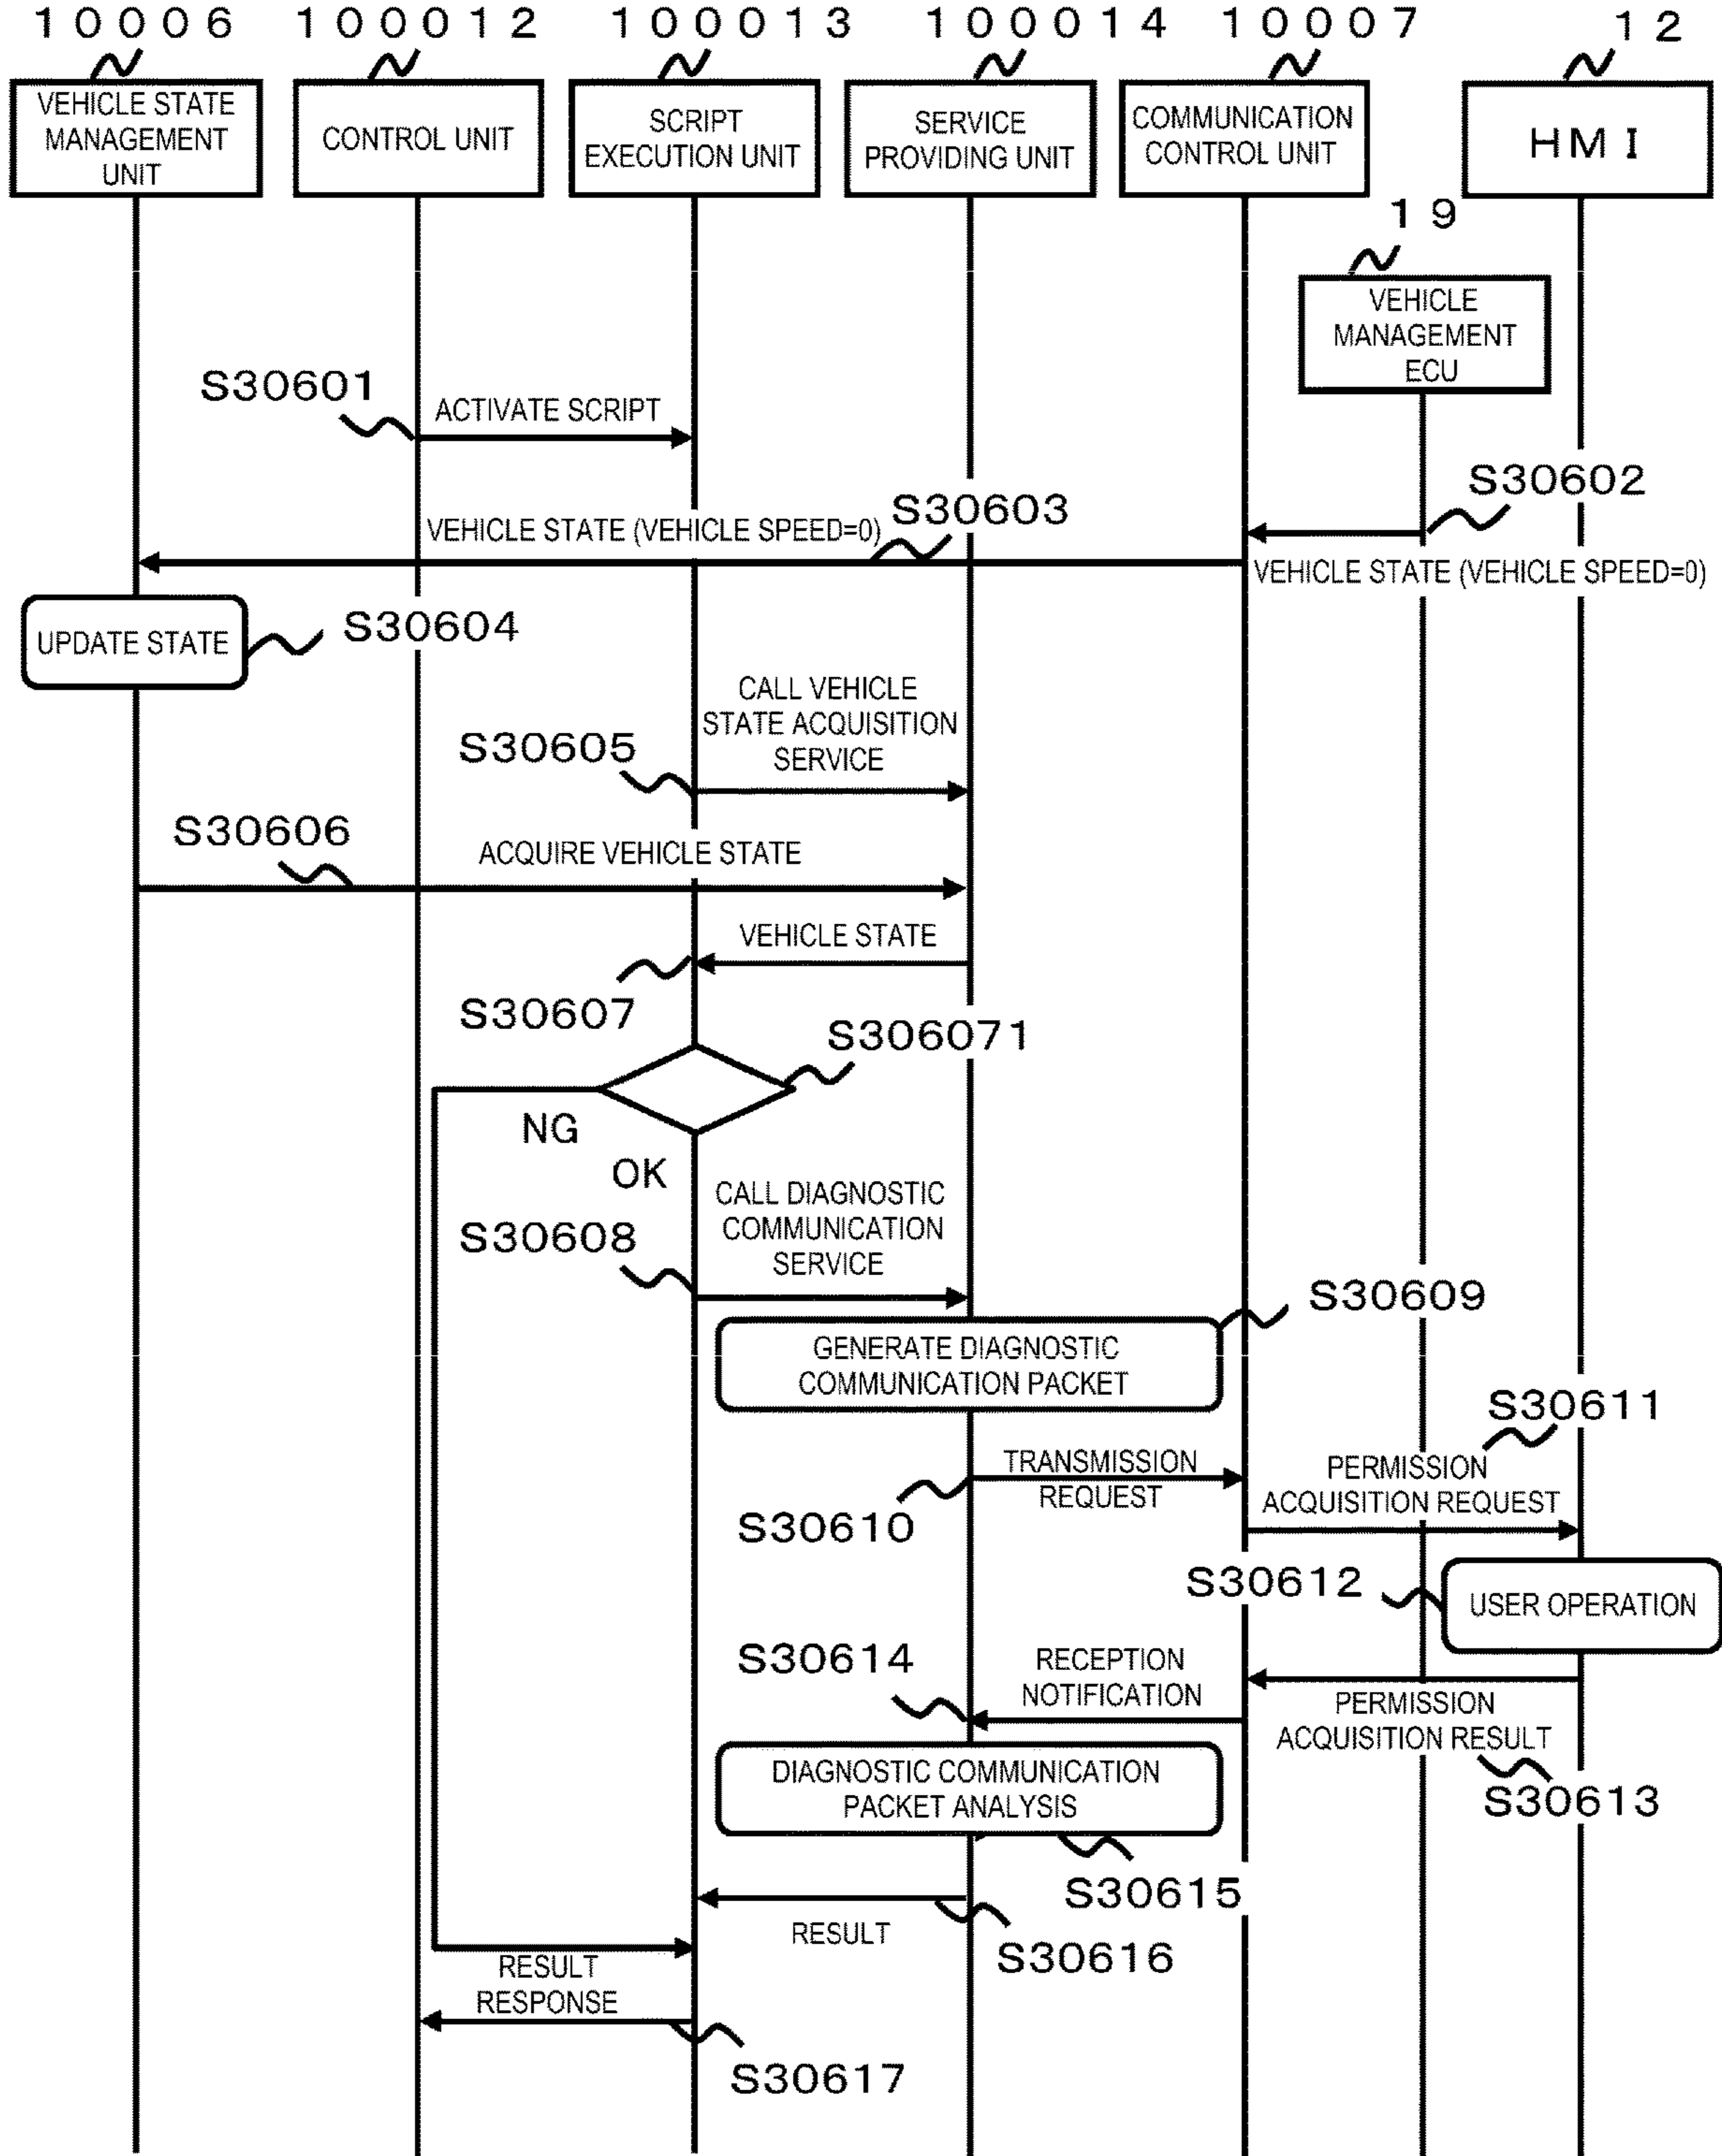 10006
100012
100013
100014
10007
12
VEHICLE STATE
MANAGEMENT
UNIT
CONTROL UNIT
SCRIPT
EXECUTION UNIT
SERVICE
PROVIDING UNIT
COMMUNICATION
CONTROL UNIT
HMI
19
VEHICLE
MANAGEMENT
ECU
S30601
ACTIVATE SCRIPT
S30602
S30603
VEHICLE STATE (VEHICLE SPEED=0)
VEHICLE STATE (VEHICLE SPEED=0)
UPDATE STATE
S30604
CALL VEHICLE
STATE ACQUISITION
SERVICE
S30605
S30606
ACQUIRE VEHICLE STATE
VEHICLE STATE
S30607
S306071
NG
OK
CALL DIAGNOSTIC
COMMUNICATION
SERVICE
S30608
S30609
GENERATE DIAGNOSTIC
COMMUNICATION PACKET
S30611
TRANSMISSION
REQUEST
PERMISSION
ACQUISITION REQUEST
S30610
S30612
USER OPERATION
S30614
RECEPTION
NOTIFICATION
PERMISSION
ACQUISITION RESULT
S30613
DIAGNOSTIC COMMUNICATION
PACKET ANALYSIS
S30615
RESULT
S30616
RESULT
RESPONSE
S30617